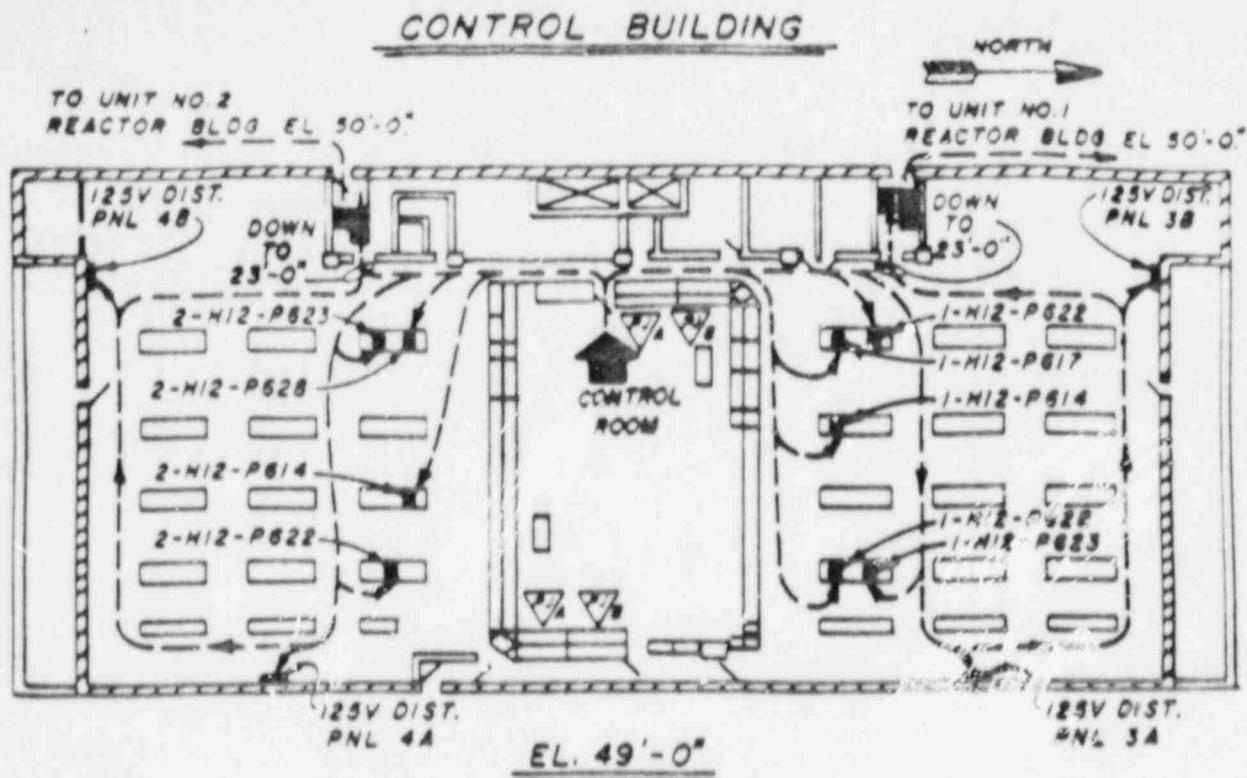 CONTROL BUILDING
NORTH
TO UNIT NO. 2
REACTOR BLDG EL 50'-0"
TO UNIT NO. 1
REACTOR BLDG EL 50'-0"
125V DIST.
PNL 4B
DOWN
TO
23'-0"
DOWN
TO
23'-0"
125V DIST.
PNL 3B
2-H12-P623
2-H12-P628
2-H12-P614
2-H12-P622
A
B
CONTROL
ROOM
1-H12-P622
1-H12-P617
1-H12-P614
1-H12-P622
1-H12-P623
A
B
125V DIST.
PNL 4A
125V DIST.
PNL 3A
EL. 49'-0"